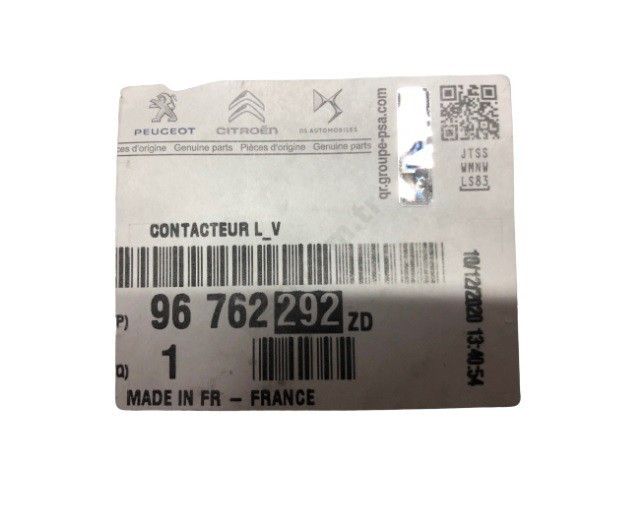 PEUGEOT CITROËN DS AUTOMOBILES
ces d'origine Genuine parts Pièces d'origine Genuine parts
qr.groupe-psa.com
JTSS
WMNW
LS83
CONTACTEUR L_V
P) 96 762 292 ZD
Q) 1
10/12/2020 13:40:54
MADE IN FR - FRANCE